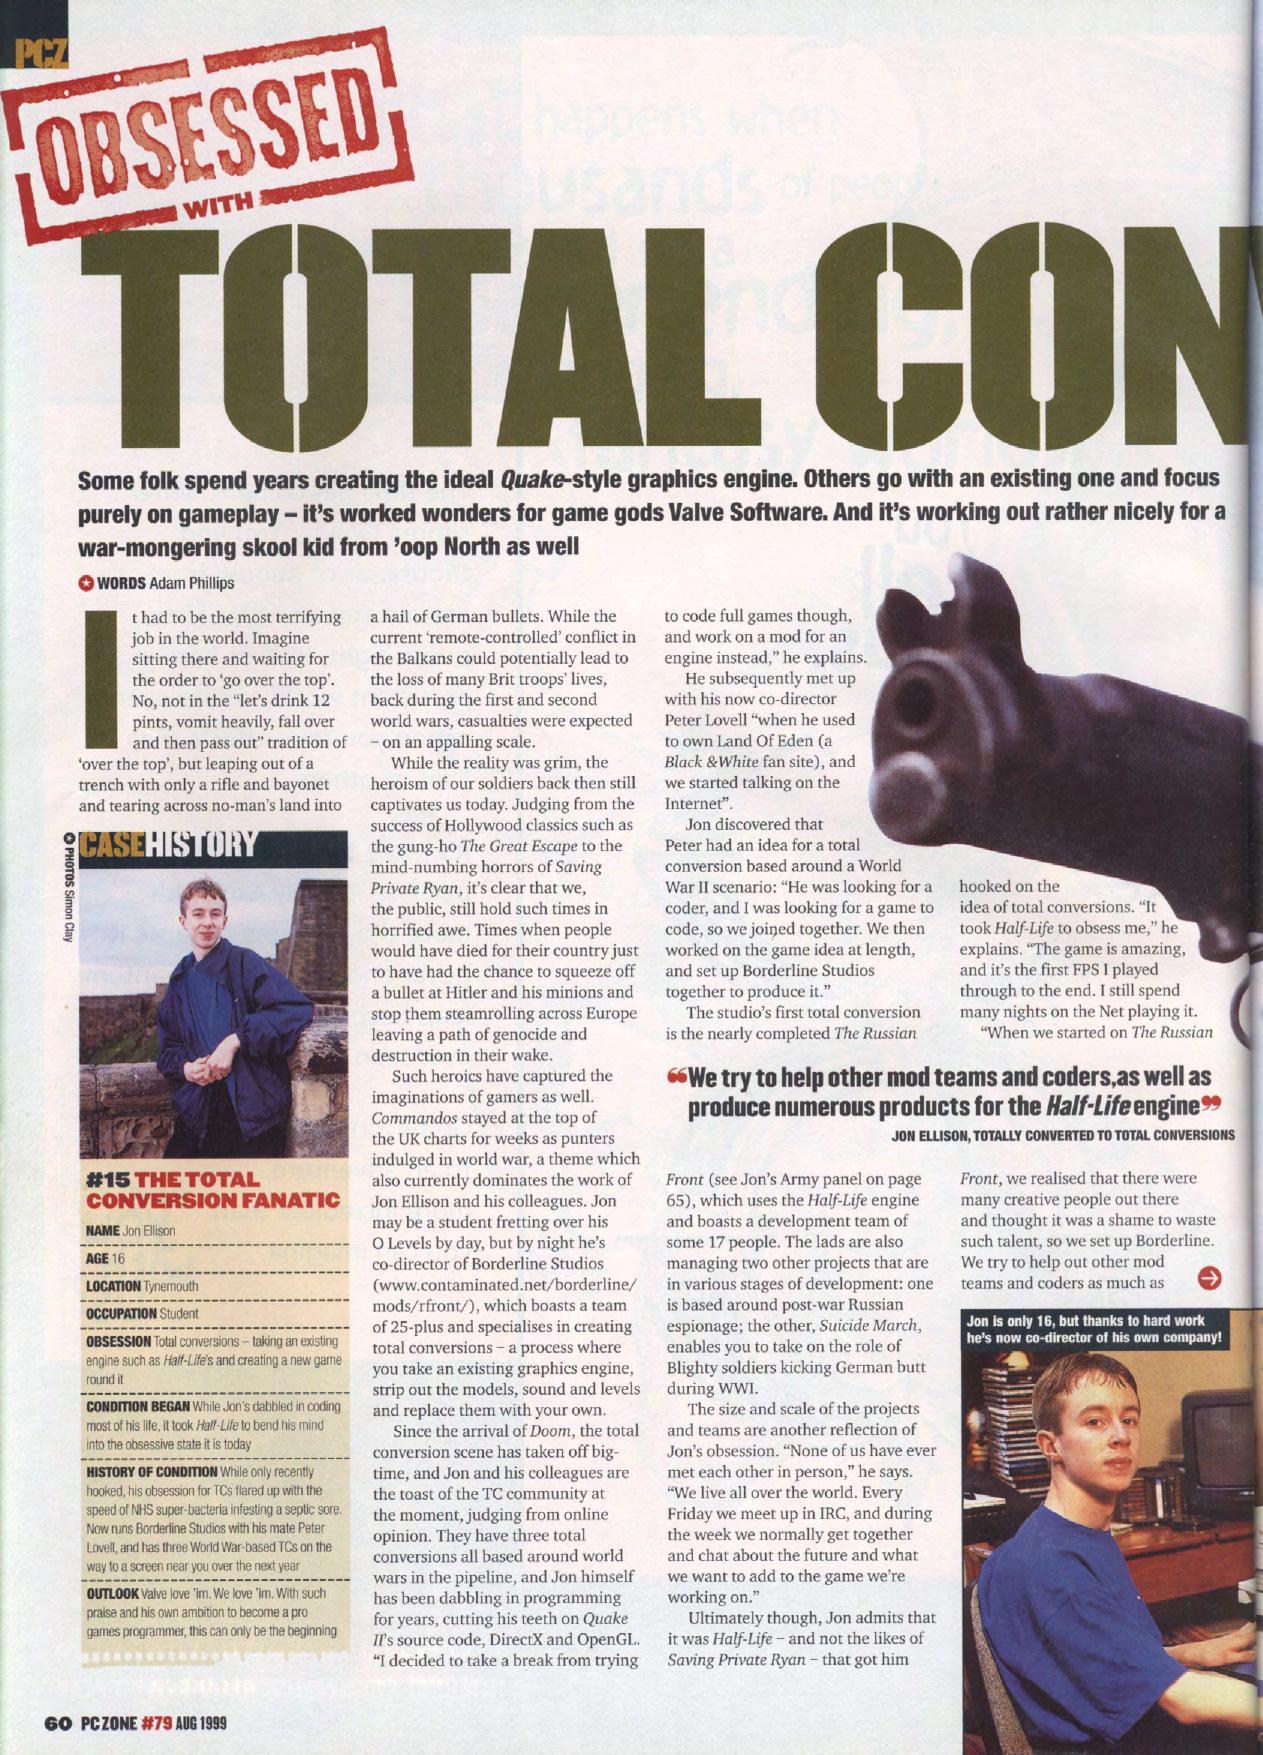 PCZ
OBSESSED
WITH
TOTAL CON
Some folk spend years creating the ideal Quake-style graphics engine. Others go with an existing one and focus
purely on gameplay – it's worked wonders for game gods Valve Software. And it's working out rather nicely for a
war-mongering skool kid from 'oop North as well
WORDS Adam Phillips
It had to be the most terrifying
job in the world. Imagine
sitting there and waiting for
the order to 'go over the top'.
No, not in the "let's drink 12
pints, vomit heavily, fall over
and then pass out" tradition of
'over the top', but leaping out of a
trench with only a rifle and bayonet
and tearing across no-man's land into
PHOTOS Simon Clay
CASEHISTORY
#15 THE TOTAL
CONVERSION FANATIC
NAME Jon Ellison
AGE 16
LOCATION Tynemouth
OCCUPATION Student
OBSESSION Total conversions – taking an existing
engine such as Half-Life's and creating a new game
round it
CONDITION BEGAN While Jon's dabbled in coding
most of his life, it took Half-Life to bend his mind
into the obsessive state it is today
HISTORY OF CONDITION While only recently
hooked, his obsession for TCs flared up with the
speed of NHS super-bacteria infesting a septic sore.
Now runs Borderline Studios with his mate Peter
Lovell, and has three World War-based TCs on the
way to a screen near you over the next year
OUTLOOK Valve love 'im. We love 'im. With such
praise and his own ambition to become a pro
games programmer, this can only be the beginning
a hail of German bullets. While the
current 'remote-controlled' conflict in
the Balkans could potentially lead to
the loss of many Brit troops' lives,
back during the first and second
world wars, casualties were expected
– on an appalling scale.
While the reality was grim, the
heroism of our soldiers back then still
captivates us today. Judging from the
success of Hollywood classics such as
the gung-ho The Great Escape to the
mind-numbing horrors of Saving
Private Ryan, it's clear that we,
the public, still hold such times in
horrified awe. Times when people
would have died for their country just
to have had the chance to squeeze off
a bullet at Hitler and his minions and
stop them steamrolling across Europe
leaving a path of genocide and
destruction in their wake.
Such heroics have captured the
imaginations of gamers as well.
Commandos stayed at the top of
the UK charts for weeks as punters
indulged in world war, a theme which
also currently dominates the work of
Jon Ellison and his colleagues. Jon
may be a student fretting over his
O Levels by day, but by night he's
co-director of Borderline Studios
(www.contaminated.net/borderline/
mods/rfront/), which boasts a team
of 25-plus and specialises in creating
total conversions – a process where
you take an existing graphics engine,
strip out the models, sound and levels
and replace them with your own.
Since the arrival of Doom, the total
conversion scene has taken off big-
time, and Jon and his colleagues are
the toast of the TC community at
the moment, judging from online
opinion. They have three total
conversions all based around world
wars in the pipeline, and Jon himself
has been dabbling in programming
for years, cutting his teeth on Quake
II's source code, DirectX and OpenGL.
"I decided to take a break from trying
to code full games though,
and work on a mod for an
engine instead," he explains.
He subsequently met up
with his now co-director
Peter Lovell "when he used
to own Land Of Eden (a
Black & White fan site), and
we started talking on the
Internet".
Jon discovered that
Peter had an idea for a total
conversion based around a World
War II scenario: "He was looking for a
coder, and I was looking for a game to
code, so we joined together. We then
worked on the game idea at length,
and set up Borderline Studios
together to produce it."
The studio's first total conversion
is the nearly completed The Russian
Front (see Jon's Army panel on page
65), which uses the Half-Life engine
and boasts a development team of
some 17 people. The lads are also
managing two other projects that are
in various stages of development: one
is based around post-war Russian
espionage; the other, Suicide March,
enables you to take on the role of
Blighty soldiers kicking German butt
during WWI.
The size and scale of the projects
and teams are another reflection of
Jon's obsession. "None of us have ever
met each other in person," he says.
"We live all over the world. Every
Friday we meet up in IRC, and during
the week we normally get together
and chat about the future and what
we want to add to the game we're
working on."
Ultimately though, Jon admits that
it was Half-Life – and not the likes of
Saving Private Ryan – that got him
hooked on the
idea of total conversions. "It
took Half-Life to obsess me," he
explains. "The game is amazing,
and it's the first FPS I played
through to the end. I still spend
many nights on the Net playing it.
"When we started on The Russian
"We try to help other mod teams and coders,as well as
produce numerous products for the Half-Life engine"
JON ELLISON, TOTALLY CONVERTED TO TOTAL CONVERSIONS
Front, we realised that there were
many creative people out there
and thought it was a shame to waste
such talent, so we set up Borderline.
We try to help out other mod
teams and coders as much as
Jon is only 16, but thanks to hard work
he's now co-director of his own company!
60 PC ZONE #79 AUG 1999